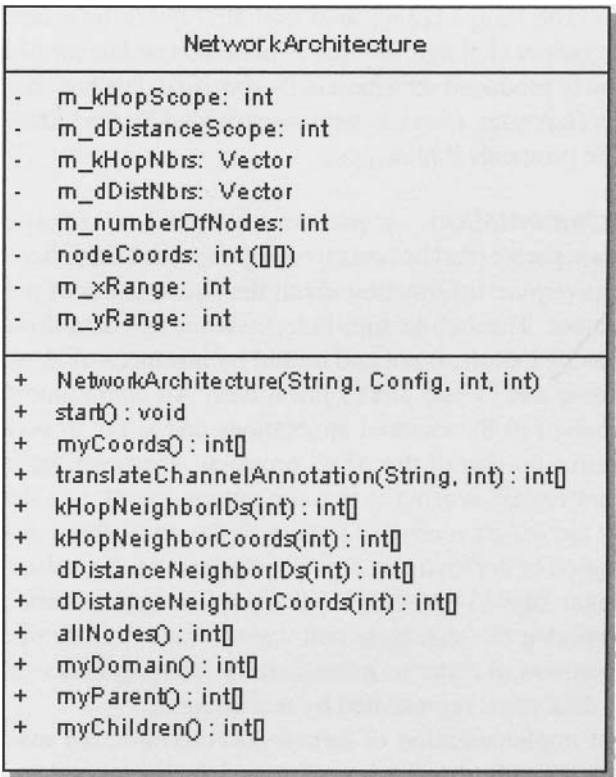 NetworkArchitecture
- m_kHopScope: int
- m_dDistanceScope: int
- m_kHopNbrs: Vector
- m_dDistNbrs: Vector
- m_numberOfNodes: int
- nodeCoords: int([][])
- m_xRange: int
- m_yRange: int
+ NetworkArchitecture(String, Config, int, int)
+ start() : void
+ myCoords() : int[]
+ translateChannelAnnotation(String, int) : int[]
+ kHopNeighborIDs(int) : int[]
+ kHopNeighborCoords(int) : int[]
+ dDistanceNeighborIDs(int) : int[]
+ dDistanceNeighborCoords(int) : int[]
+ allNodes() : int[]
+ myDomain() : int[]
+ myParent() : int[]
+ myChildren() : int[]